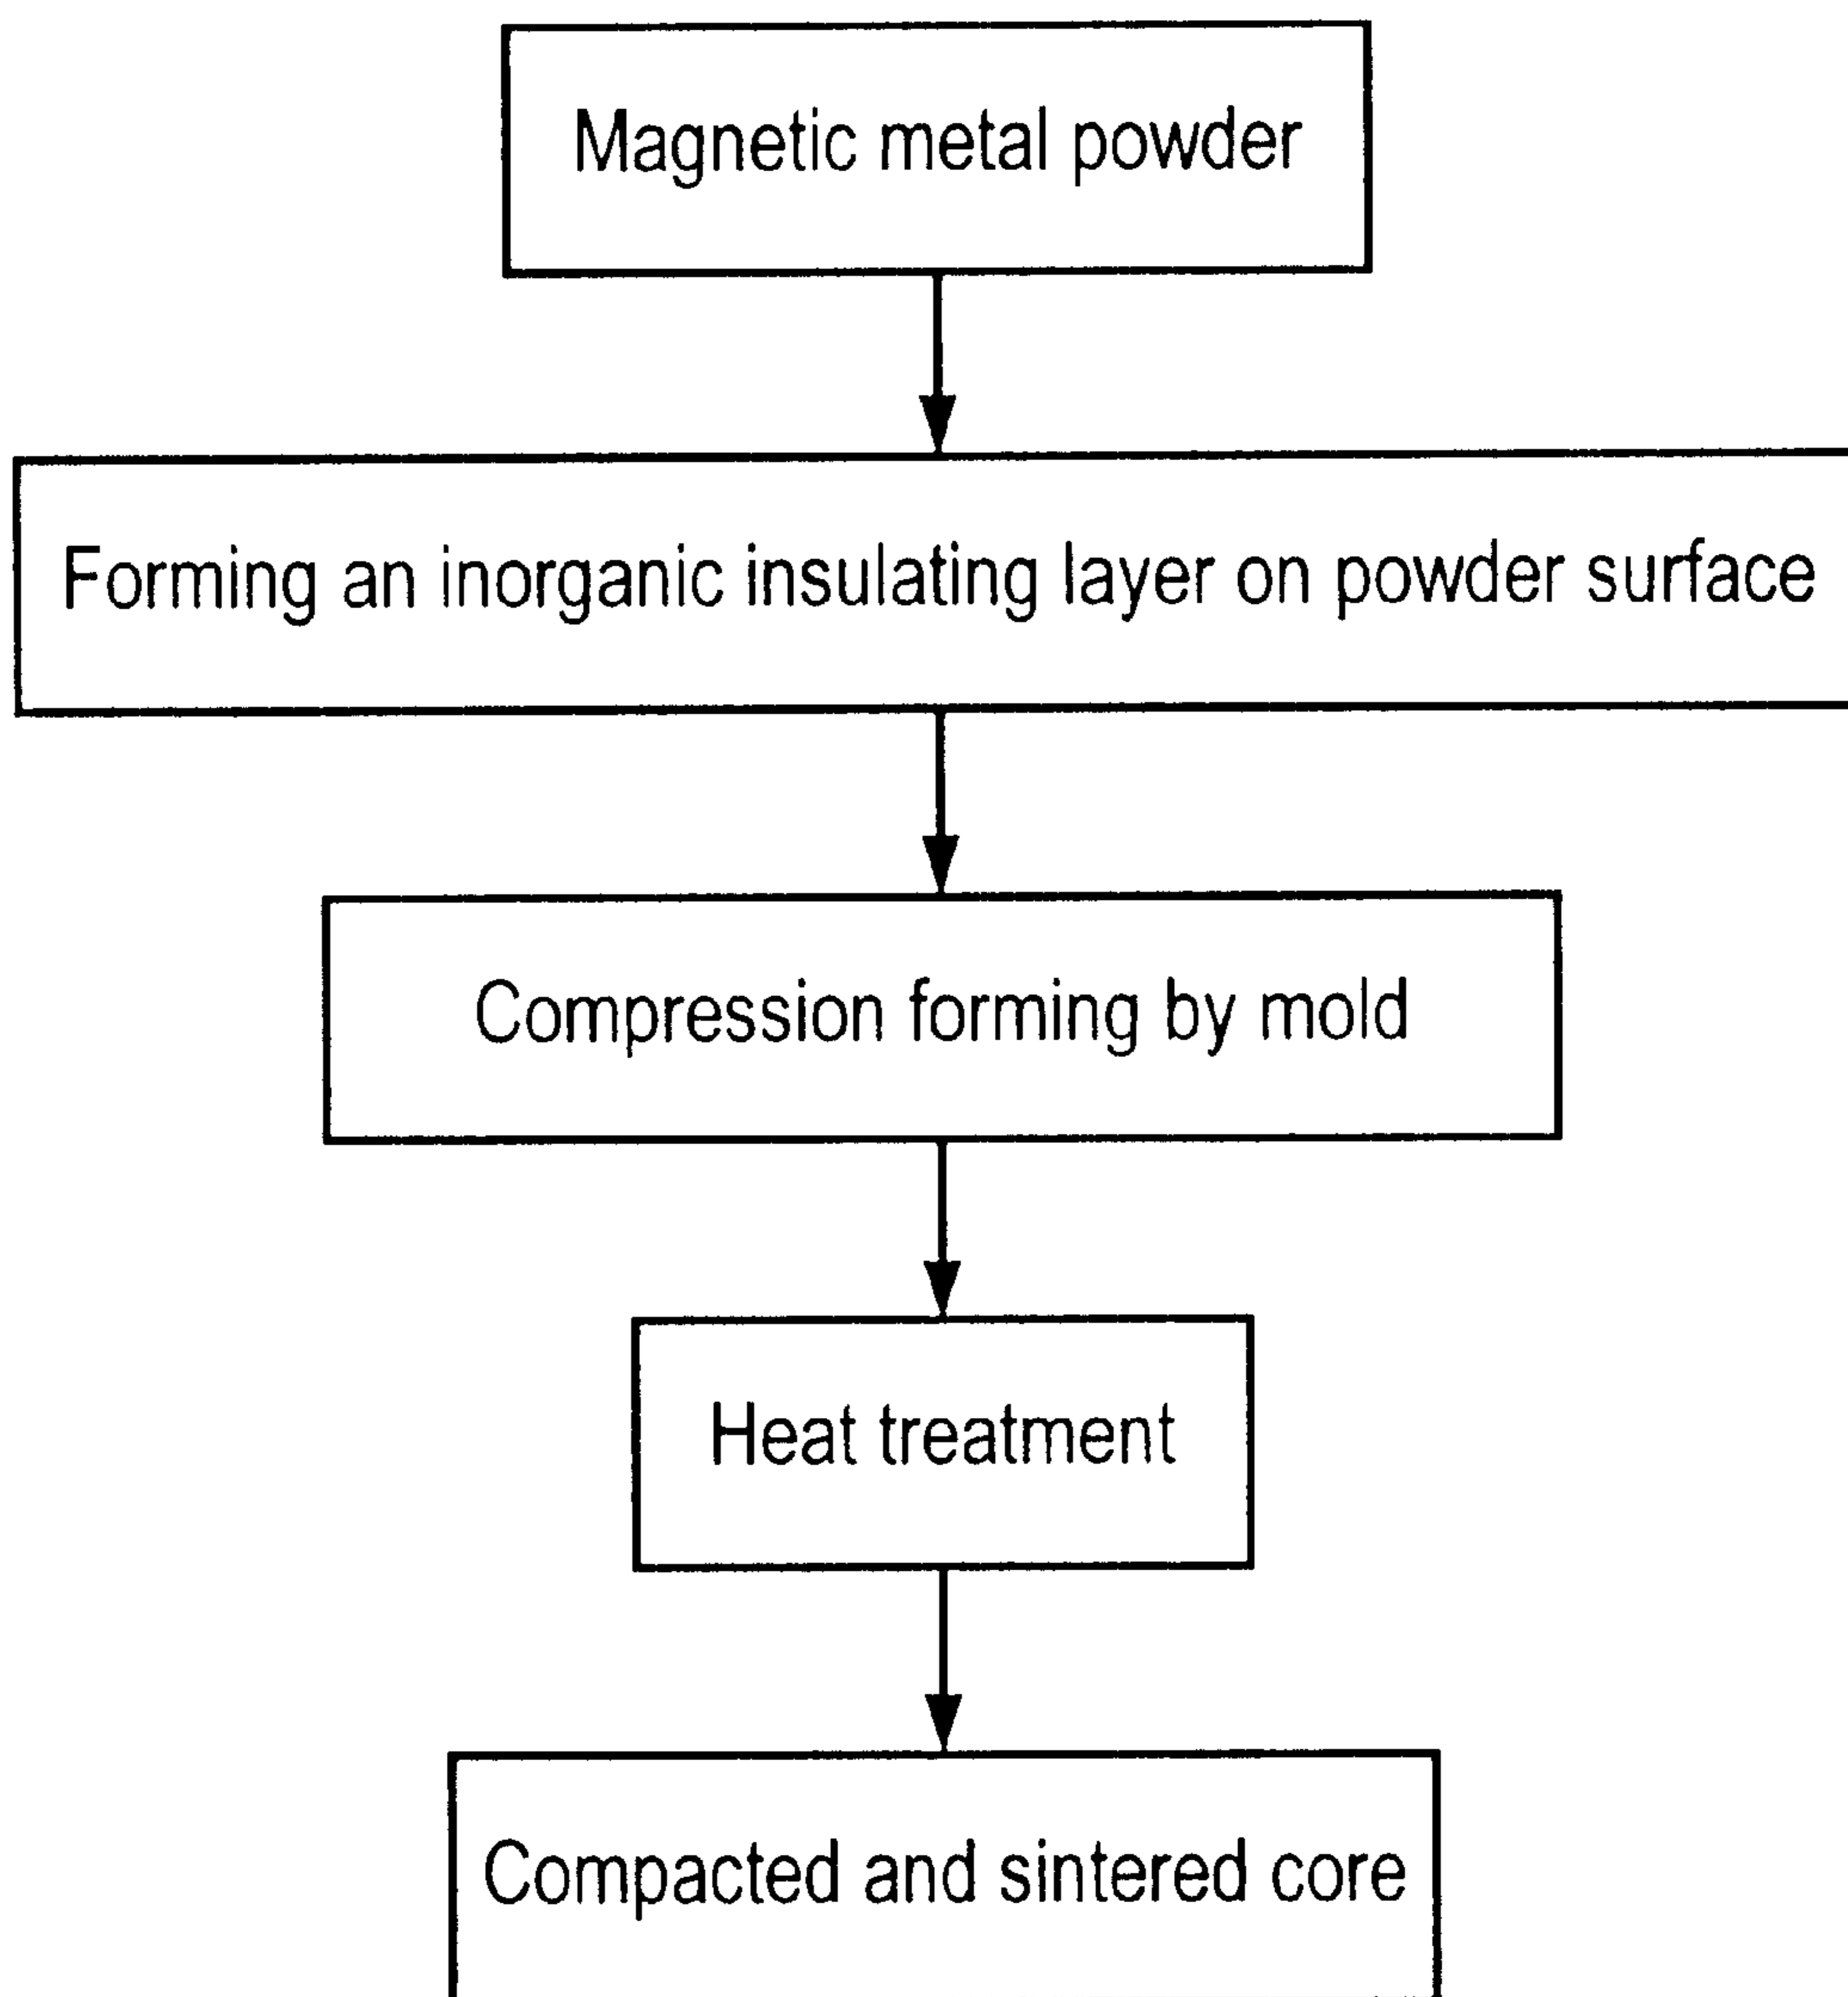 Magnetic metal powder
Forming an inorganic insulating layer on powder surface
Compression forming by mold
Heat treatment
Compacted and sintered core